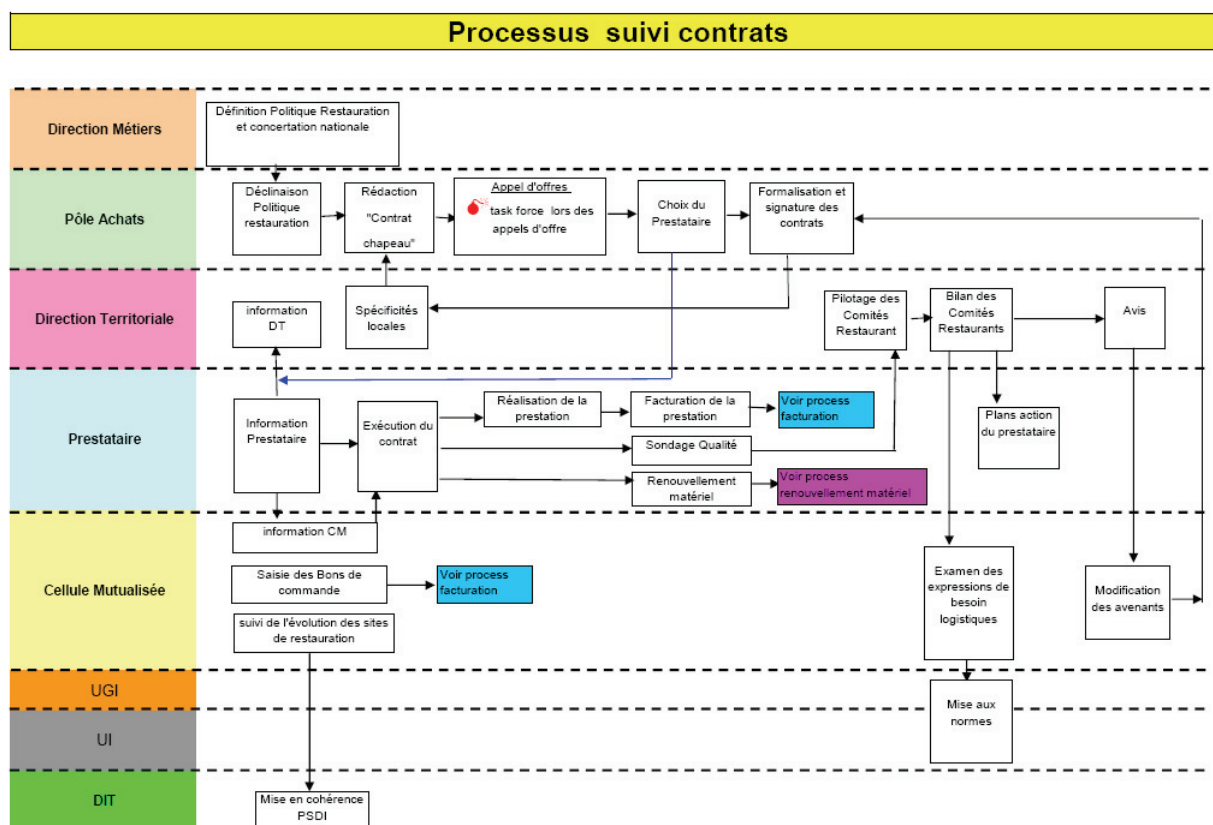 Processus suivi contrats
Direction Métiers
Définition Politique Restauration
et concertation nationale
Pôle Achats
Déclinaison
Politique
restauration
Rédaction
"Contrat
chapeau"
Appel d'offres
task force lors des
appels d'offre
Choix du
Prestataire
Formalisation et
signature des
contrats
Direction Territoriale
information
DT
Spécificités
locales
Pilotage des
Comités
Restaurant
Bilan des
Comités
Restaurants
Avis
Prestataire
Information
Prestataire
Exécution du
contrat
Réalisation de la
prestation
Facturation de la
prestation
Voir process
facturation
Sondage Qualité
Renouvellement
matériel
Voir process
renouvellement matériel
Plans action
du prestataire
Cellule Mutualisée
information CM
Saisie des Bons de
commande
Voir process
facturation
suivi de l'évolution des sites
de restauration
Examen des
expressions de
besoin
logistiques
Modification
des avenants
UGI
UI
Mise aux
normes
DIT
Mise en cohérence
PSDI